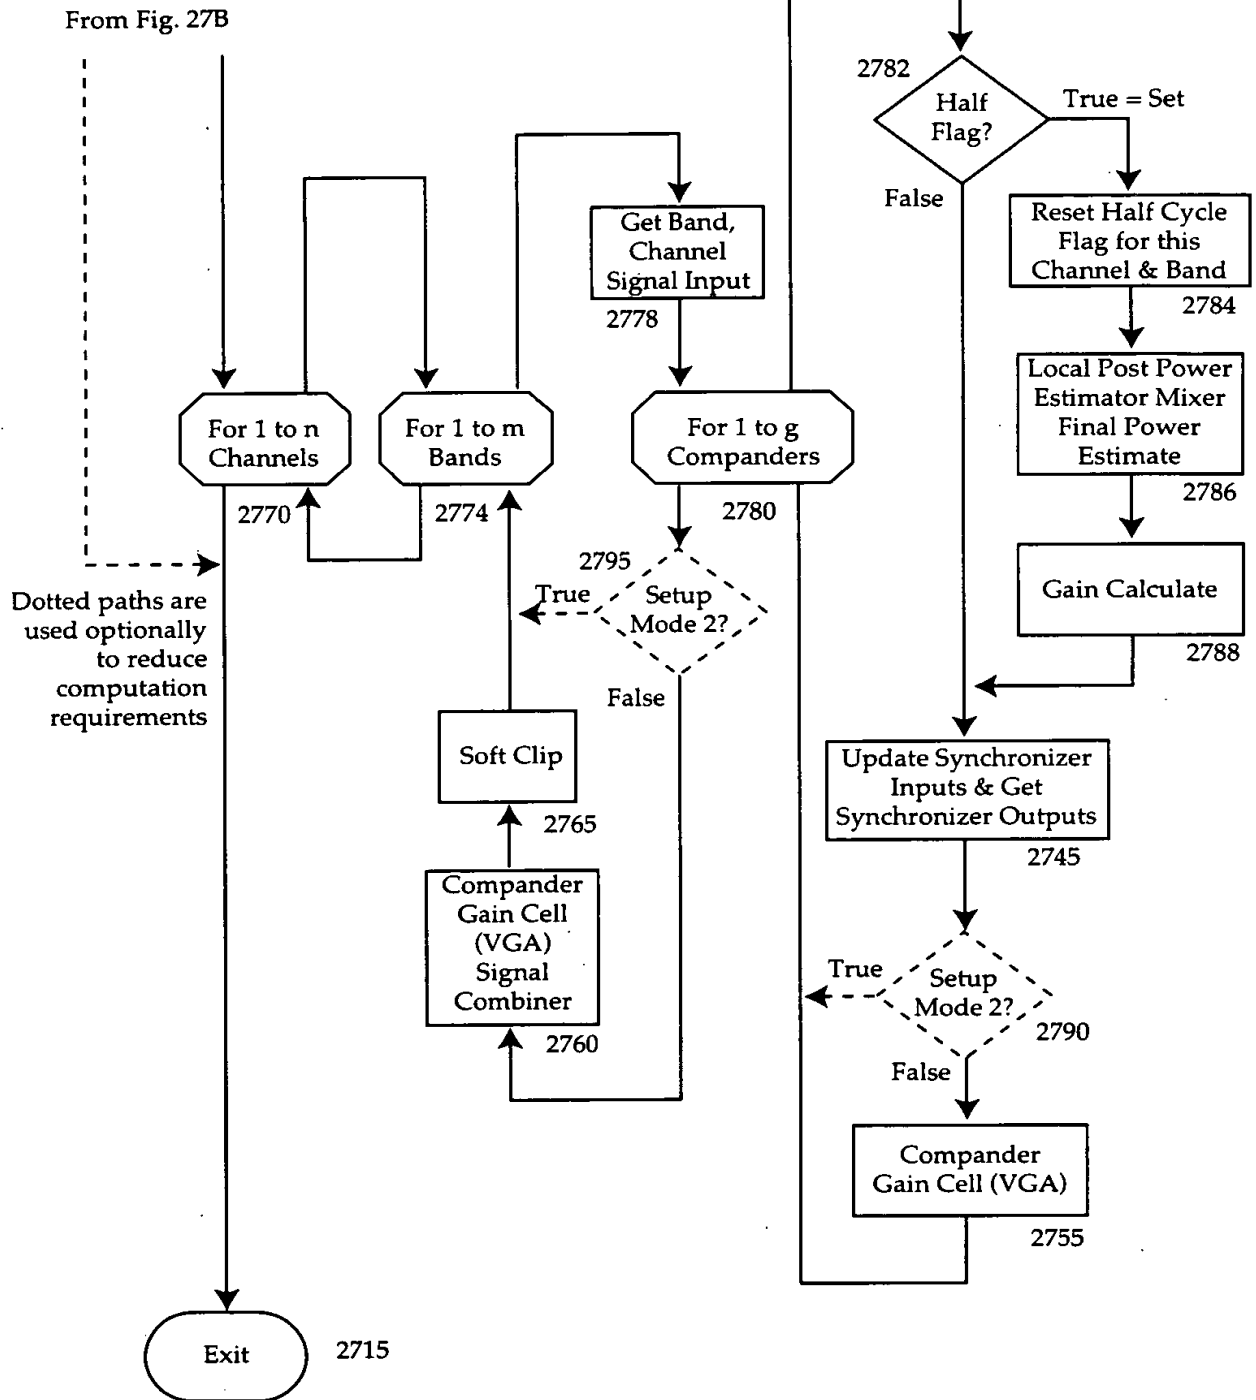 From Fig. 27B
2782
Half
Flag?
True = Set
False
Get Band,
Channel
Signal Input
2778
Reset Half Cycle
Flag for this
Channel & Band
2784
Local Post Power
Estimator Mixer
Final Power
Estimate
2786
For 1 to n
Channels
2770
For 1 to m
Bands
2774
For 1 to g
Companders
2780
2795
Setup
Mode 2?
True
False
Gain Calculate
2788
Dotted paths are
used optionally
to reduce
computation
requirements
Soft Clip
2765
Update Synchronizer
Inputs & Get
Synchronizer Outputs
2745
Compander
Gain Cell
(VGA)
Signal
Combiner
2760
True
Setup
Mode 2?
2790
False
Compander
Gain Cell (VGA)
2755
Exit
2715